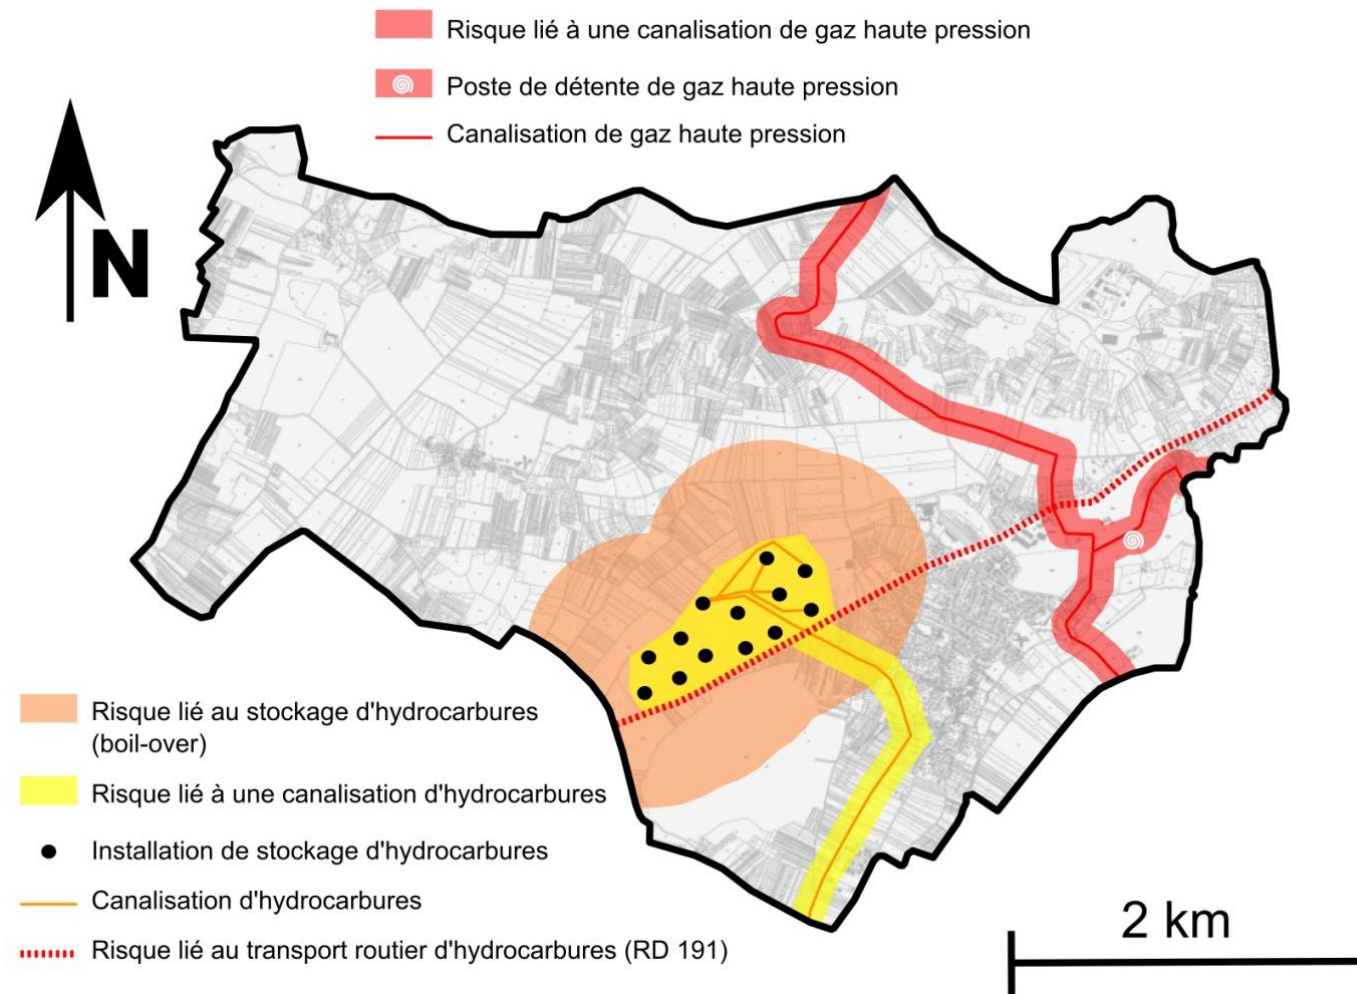 Risque lié à une canalisation de gaz haute pression
Poste de détente de gaz haute pression
Canalisation de gaz haute pression
N
Risque lié au stockage d'hydrocarbures
(boil-over)
Risque lié à une canalisation d'hydrocarbures
Installation de stockage d'hydrocarbures
Canalisation d'hydrocarbures
Risque lié au transport routier d'hydrocarbures (RD 191)
2 km